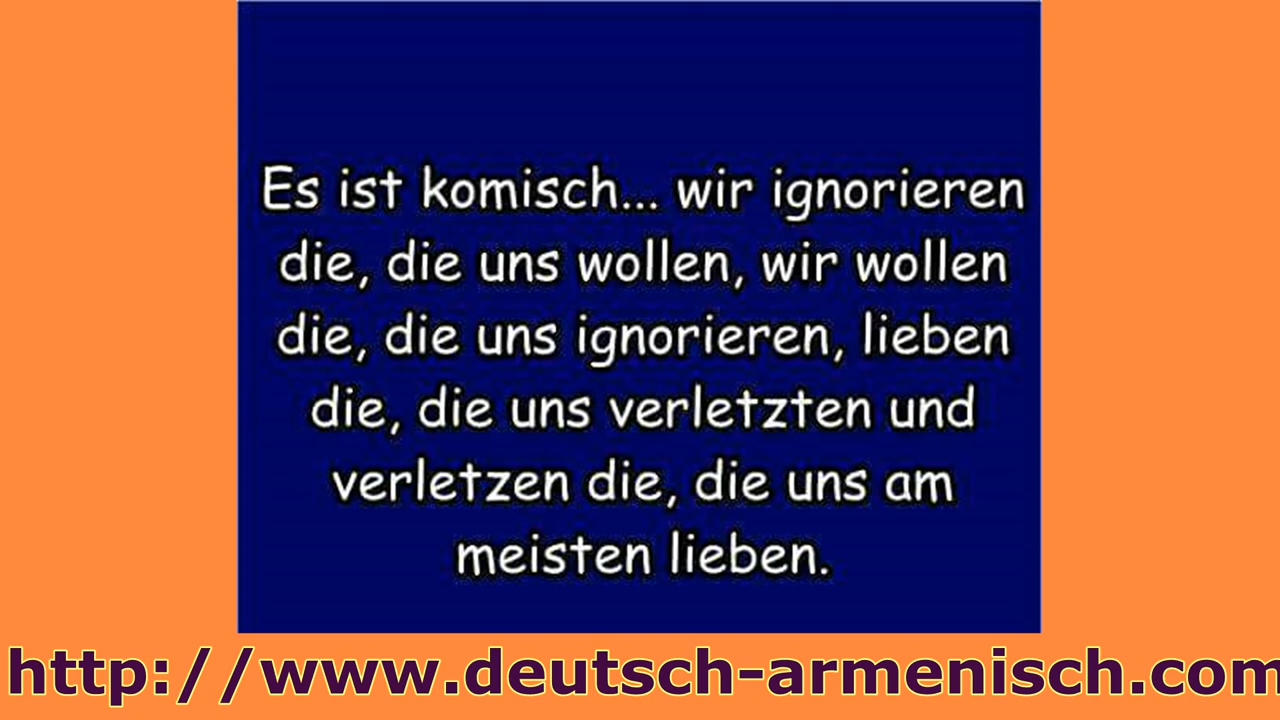 Es ist komisch... wir ignorieren
die, die uns wollen, wir wollen
die, die uns ignorieren, lieben
die, die uns verletzten und
verletzen die, die uns am
meisten lieben.
http://www.deutsch-armenisch.com